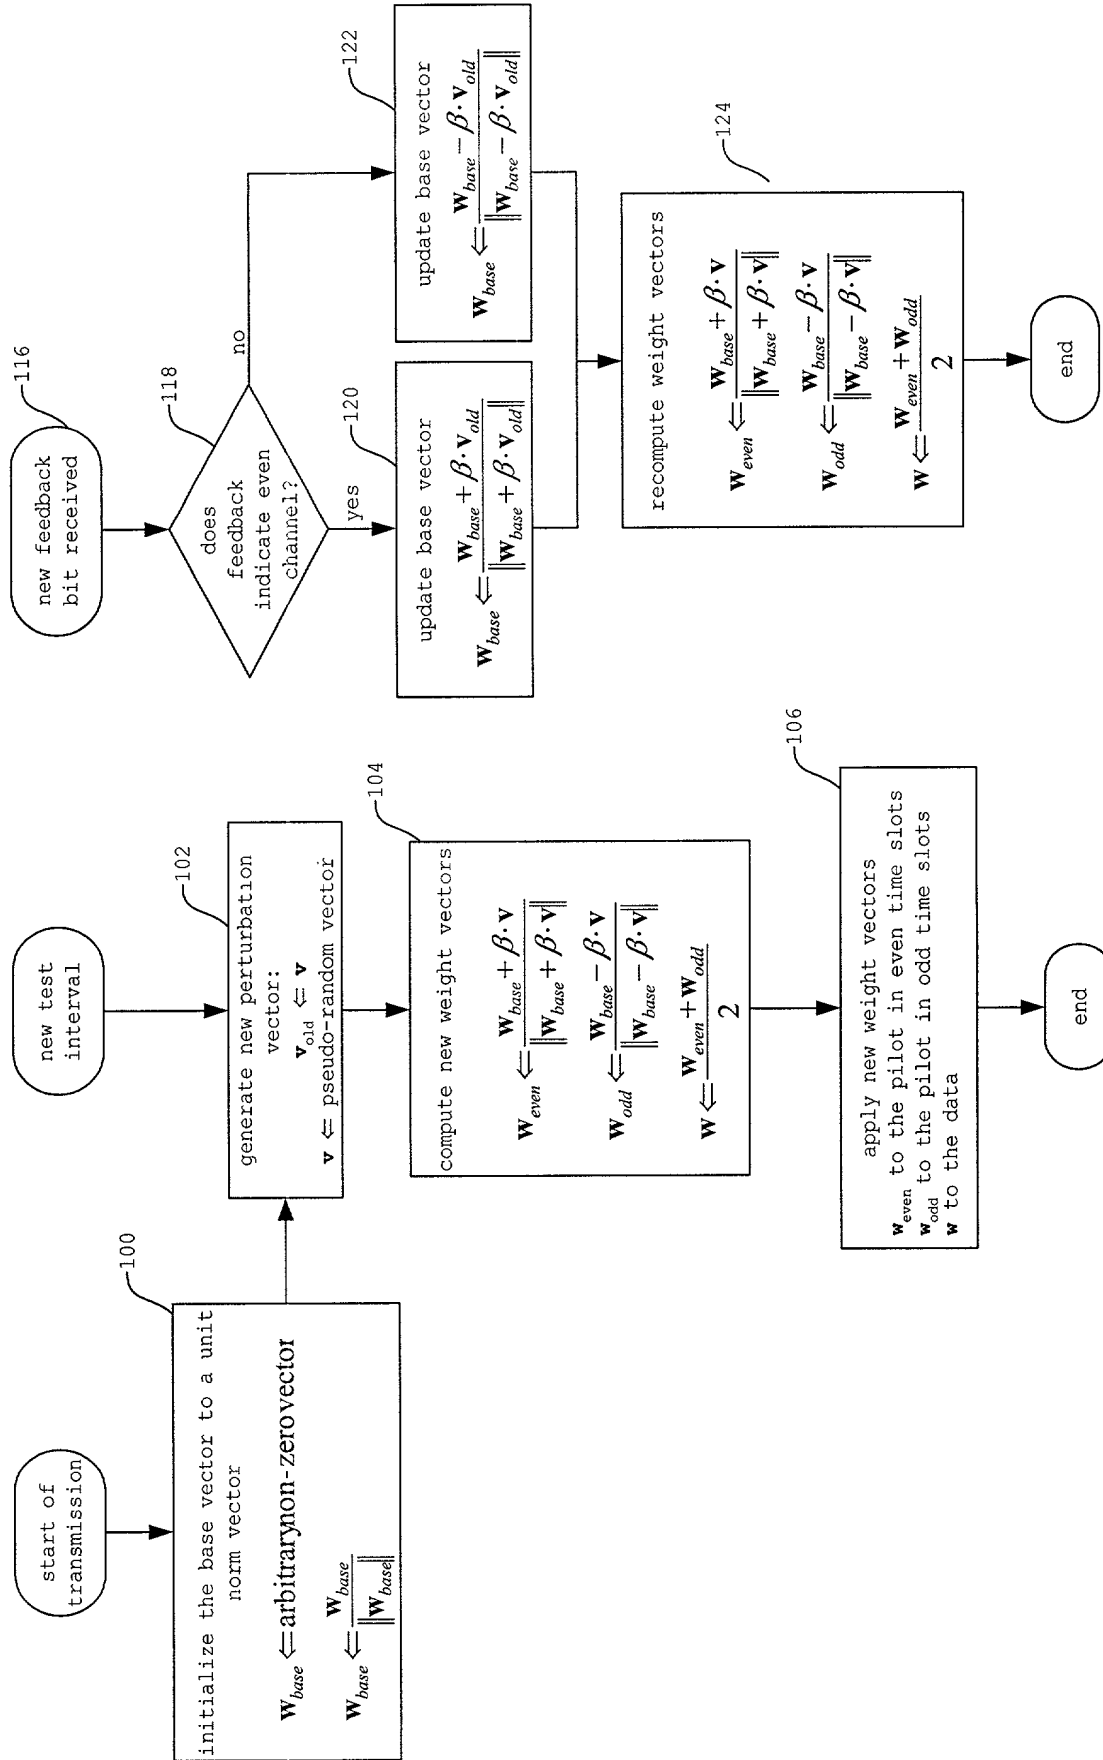 start of
transmission
100
initialize the base vector to a unit
norm vector
w_base ⇐ arbitrarynon-zerovector
w_base ⇐ w_base / ‖w_base‖
new test
interval
102
generate new perturbation
vector:
v_old ⇐ v
v ⇐ pseudo-random vector
104
compute new weight vectors
w_even ⇐ (w_base + β·v) / ‖w_base + β·v‖
w_odd ⇐ (w_base − β·v) / ‖w_base − β·v‖
w ⇐ (w_even + w_odd) / 2
106
apply new weight vectors
w_even to the pilot in even time slots
w_odd to the pilot in odd time slots
w to the data
end
new feedback
bit received
116
118
does
feedback
indicate even
channel?
yes
no
120
update base vector
w_base ⇐ (w_base + β·v_old) / ‖w_base + β·v_old‖
122
update base vector
w_base ⇐ (w_base − β·v_old) / ‖w_base − β·v_old‖
124
recompute weight vectors
w_even ⇐ (w_base + β·v) / ‖w_base + β·v‖
w_odd ⇐ (w_base − β·v) / ‖w_base − β·v‖
w ⇐ (w_even + w_odd) / 2
end